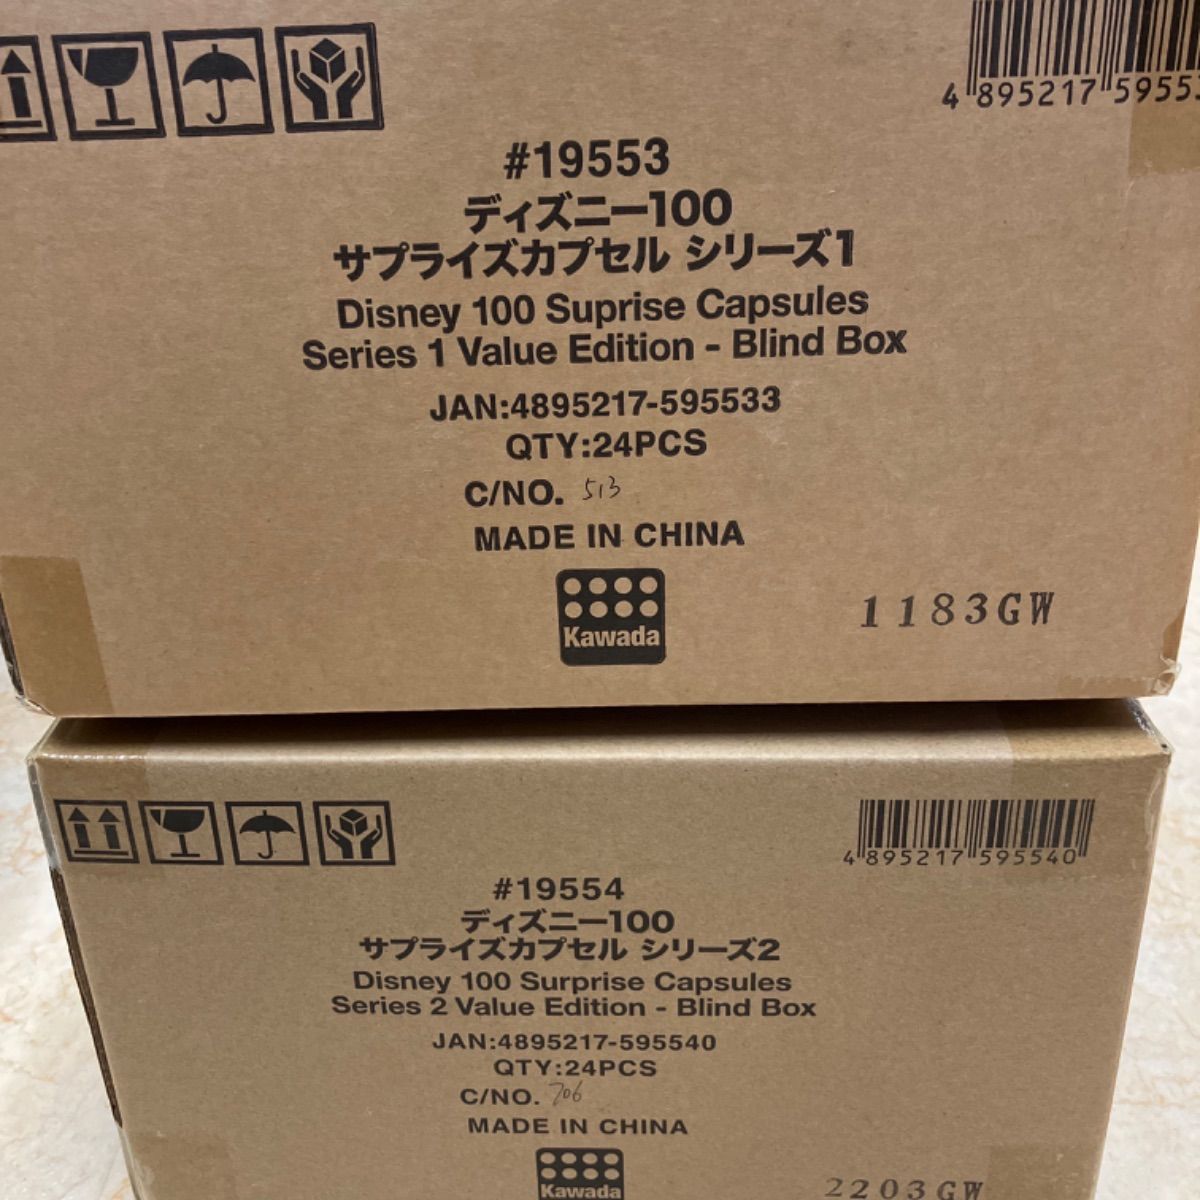 4 895217 59553
#19553
ディズニー100
サプライズカプセル シリーズ1
Disney 100 Suprise Capsules
Series 1 Value Edition - Blind Box
JAN:4895217-595533
QTY:24PCS
C/NO. 513
MADE IN CHINA
Kawada
1183GW
4 895217 595540
#19554
ディズニー100
サプライズカプセル シリーズ2
Disney 100 Surprise Capsules
Series 2 Value Edition - Blind Box
JAN:4895217-595540
QTY:24PCS
C/NO. 706
MADE IN CHINA
Kawada
2203GW